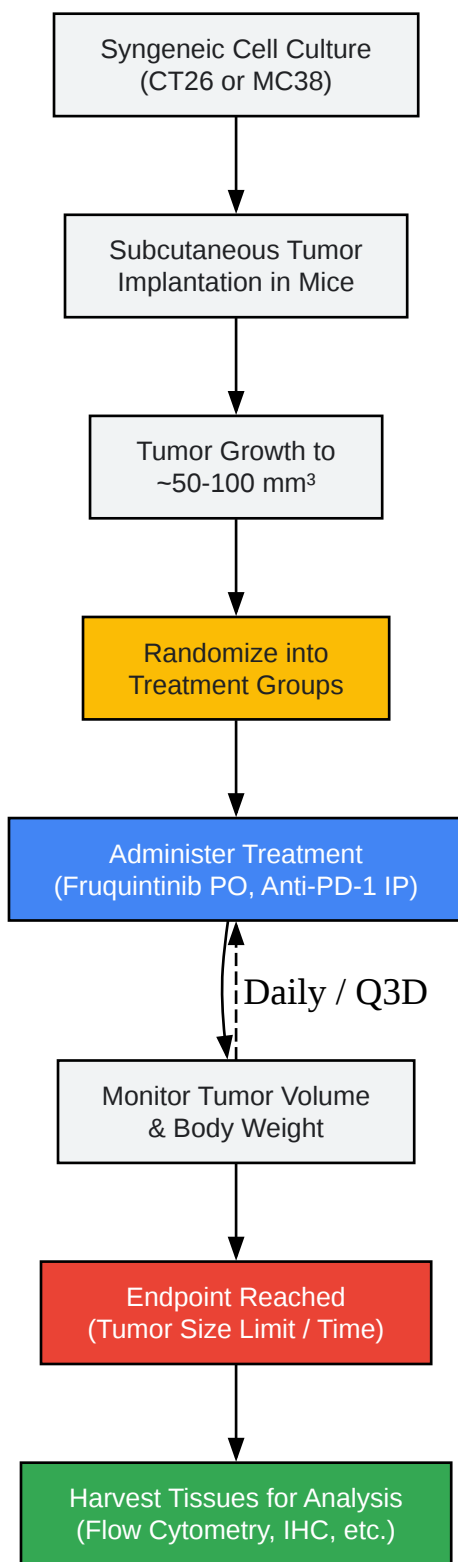 Syngeneic Cell Culture
(CT26 or MC38)
Subcutaneous Tumor
Implantation in Mice
Tumor Growth to
~50-100 mm³
Randomize into
Treatment Groups
Administer Treatment
(Fruquintinib PO, Anti-PD-1 IP)
Daily / Q3D
Monitor Tumor Volume
& Body Weight
Endpoint Reached
(Tumor Size Limit / Time)
Harvest Tissues for Analysis
(Flow Cytometry, IHC, etc.)